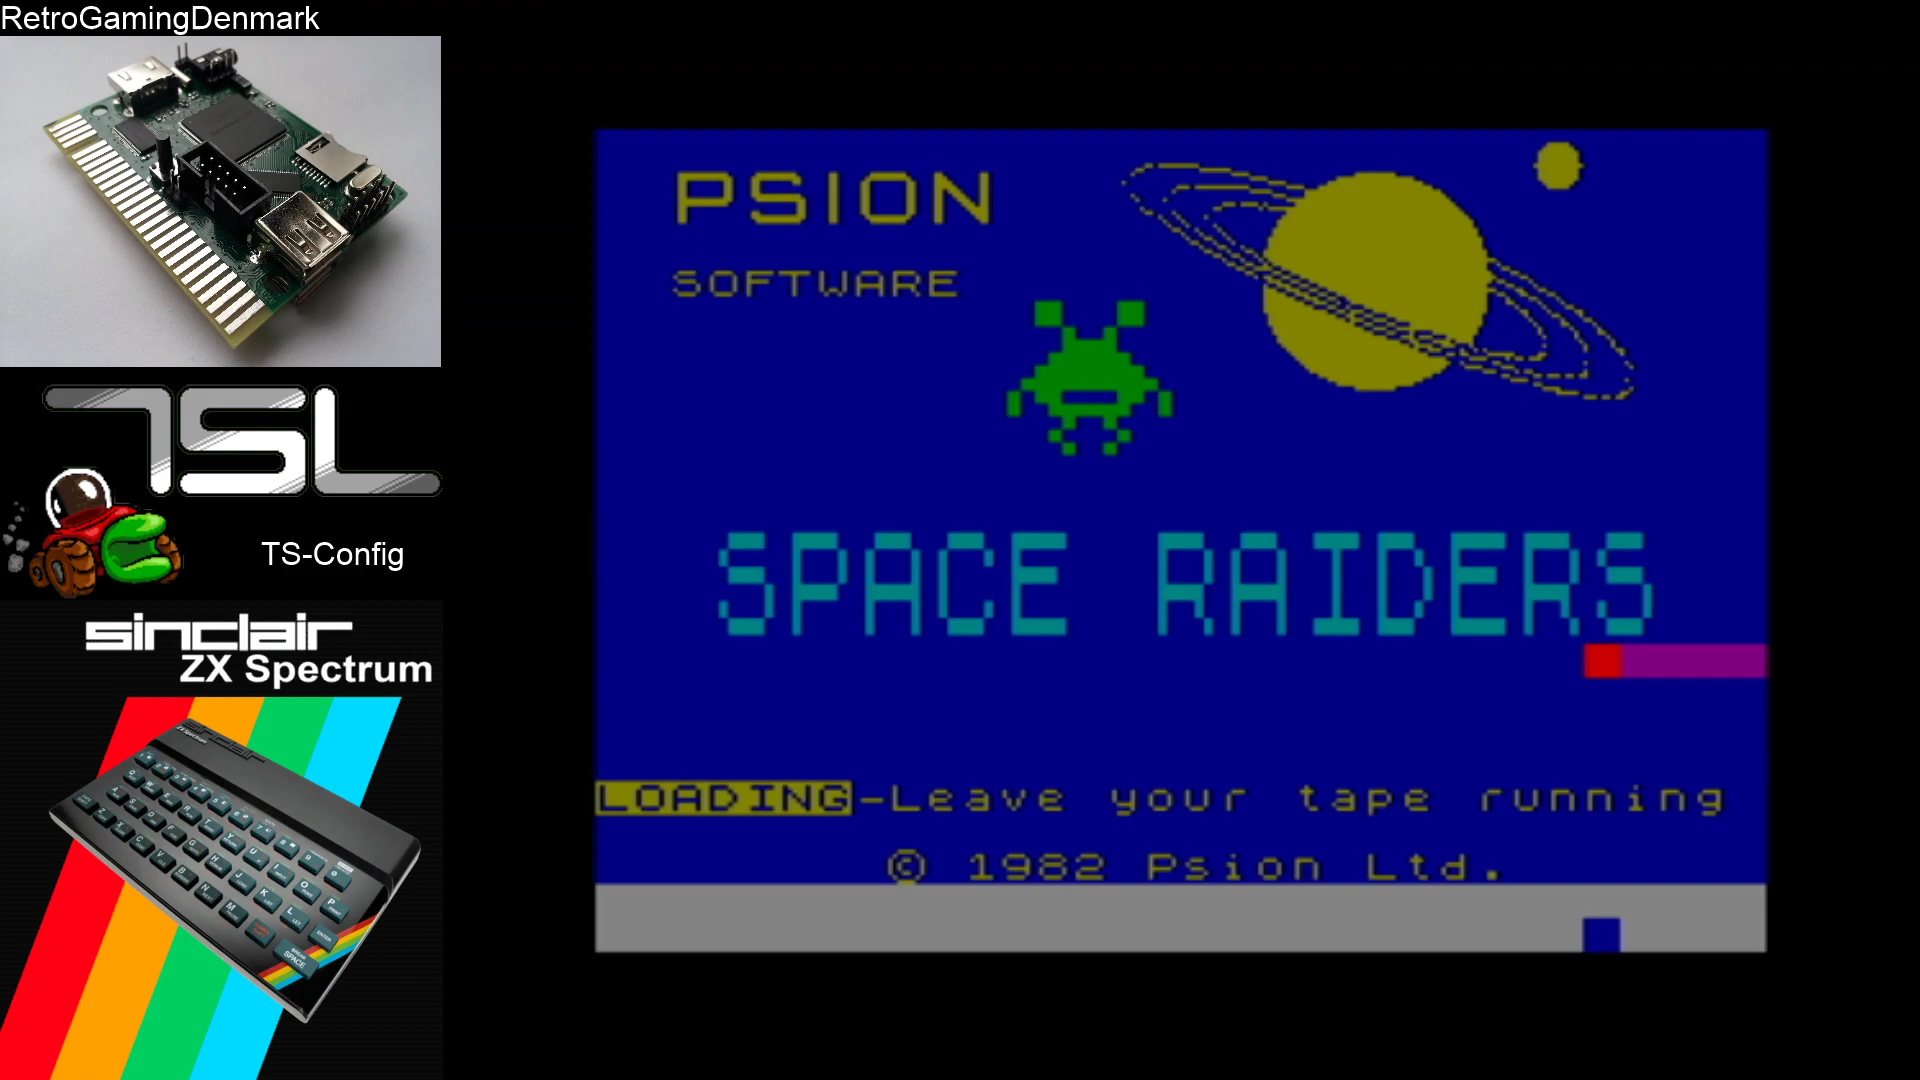 RetroGamingDenmark
TSL
TS-Config
sinclair
ZX Spectrum
PSION
SOFTWARE
SPACE RAIDERS
LOADING-Leave your tape running
© 1982 Psion Ltd.